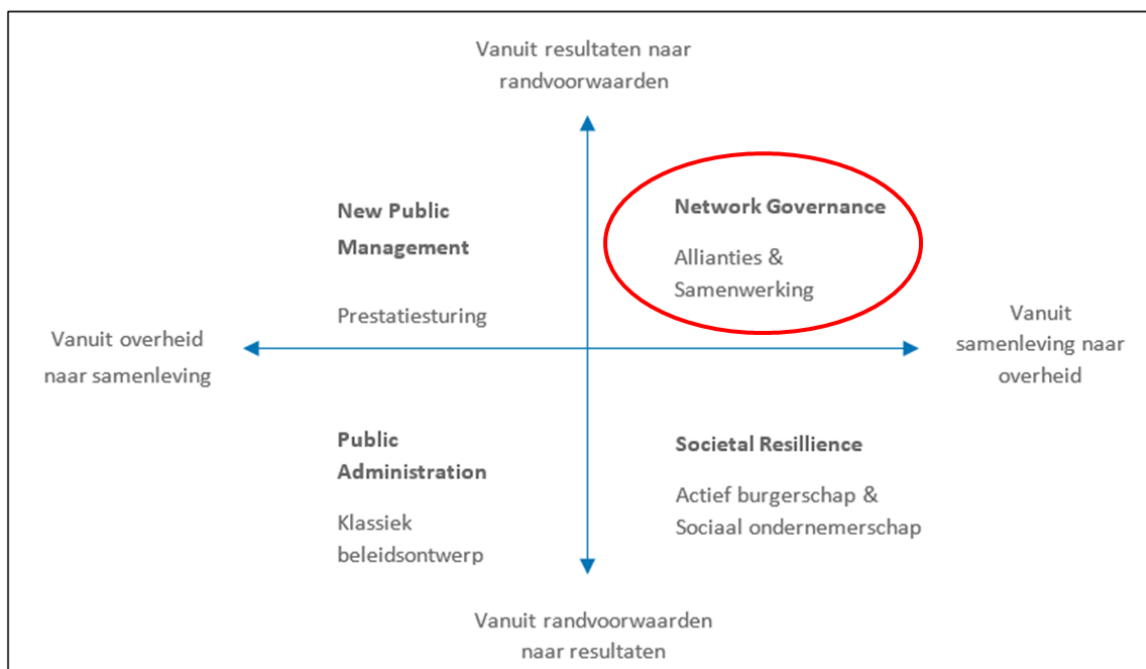 Vanuit resultaten naar
randvoorwaarden
New Public
Management
Prestatiesturing
Network Governance
Allianties &
Samenwerking
Vanuit overheid
naar samenleving
Vanuit
samenleving naar
overheid
Public
Administration
Klassiek
beleidsontwerp
Societal Resillience
Actief burgerschap &
Sociaal ondernemerschap
Vanuit randvoorwaarden
naar resultaten